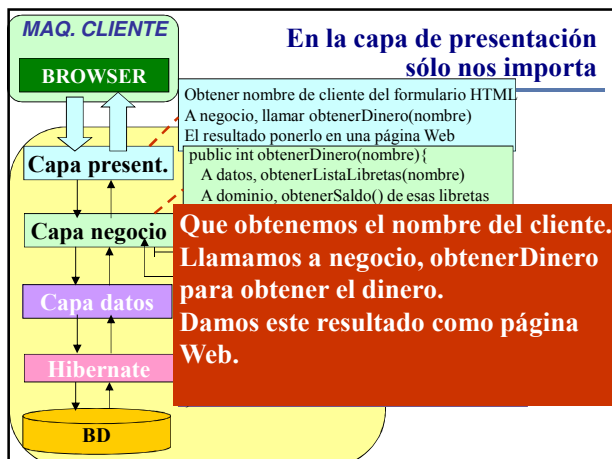 MAQ. CLIENTE
BROWSER
En la capa de presentación
sólo nos importa
Obtener nombre de cliente del formulario HTML
A negocio, llamar obtenerDinero(nombre)
El resultado ponerlo en una página Web
Capa present.
public int obtenerDinero(nombre){
A datos, obtenerListaLibretas(nombre)
A dominio, obtenerSaldo() de esas libretas
Capa negocio
Que obtenemos el nombre del cliente.
Llamamos a negocio, obtenerDinero
para obtener el dinero.
Damos este resultado como página
Web.
Capa datos
Hibernate
BD